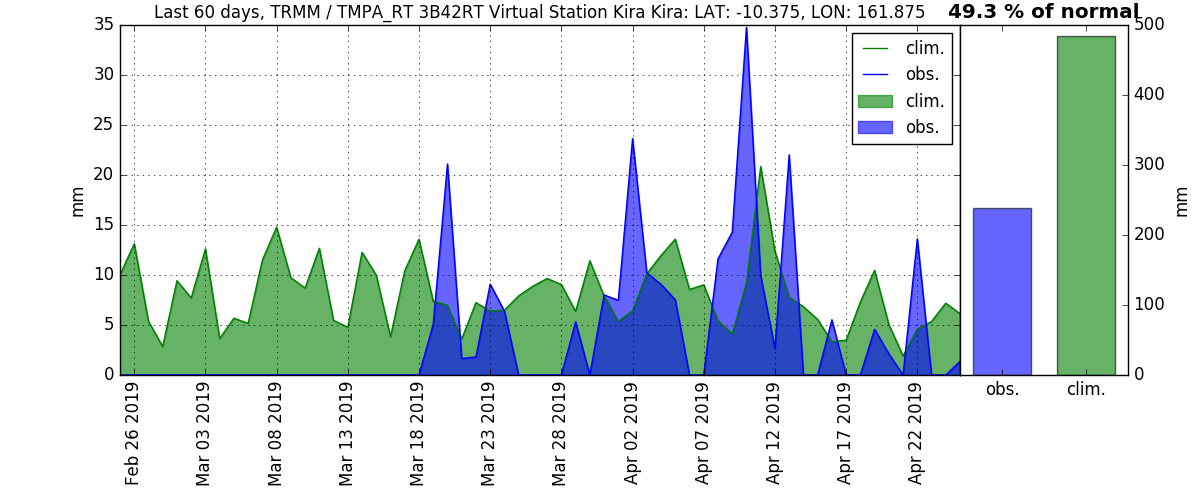 Last 60 days, TRMM / TMPA_RT 3B42RT Virtual Station Kira Kira: LAT: -10.375, LON: 161.875
49.3 % of normal
35
30
25
20
15
10
5
0
mm
clim.
obs.
clim.
obs.
Feb 26 2019
Mar 03 2019
Mar 08 2019
Mar 13 2019
Mar 18 2019
Mar 23 2019
Mar 28 2019
Apr 02 2019
Apr 07 2019
Apr 12 2019
Apr 17 2019
Apr 22 2019
500
400
300
200
100
0
mm
obs.
clim.